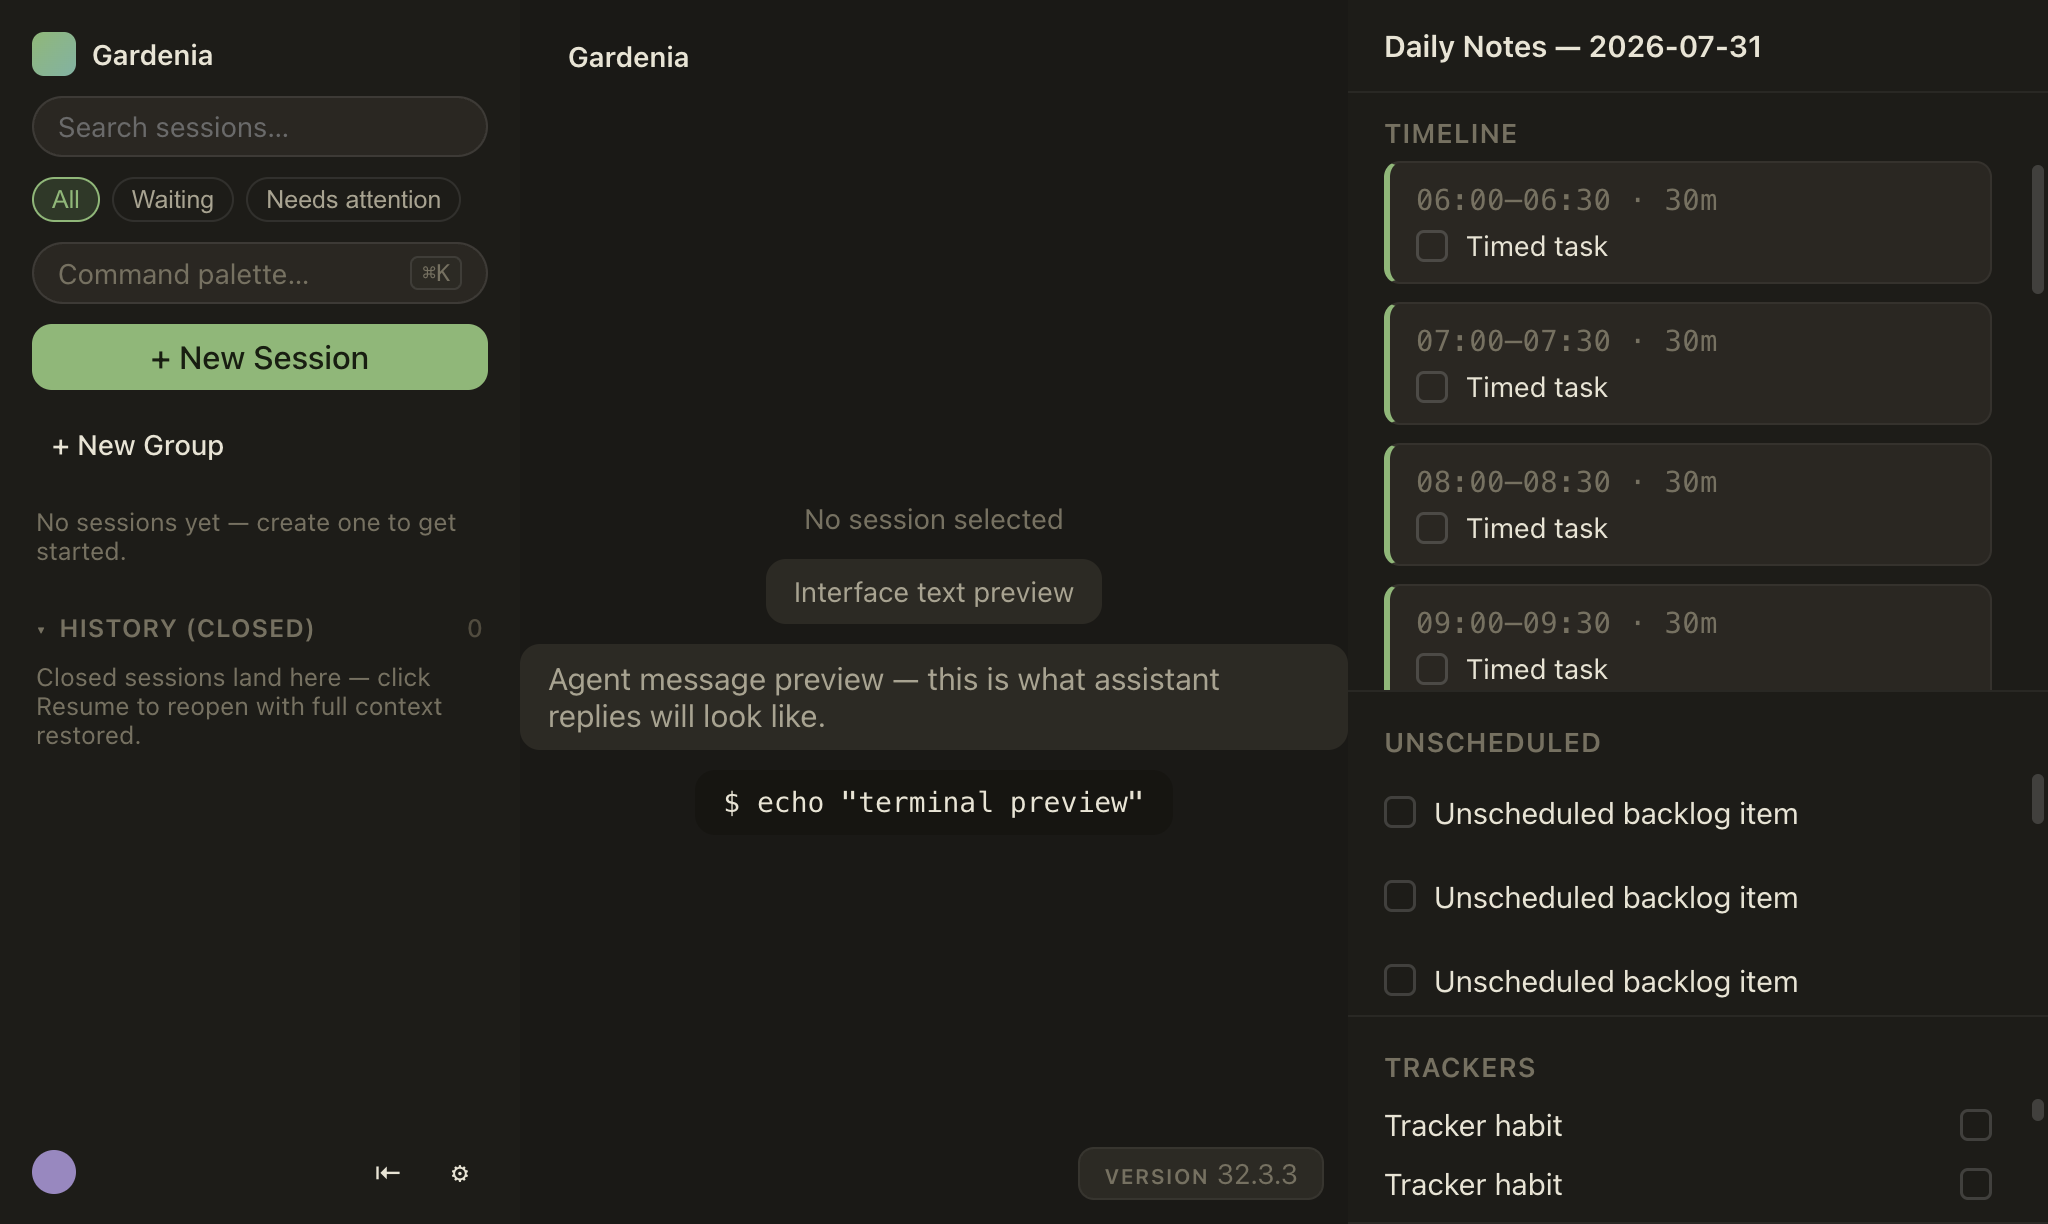 Gardenia
Search sessions...
All
Waiting
Needs attention
Command palette...
⌘K
+ New Session
+ New Group
No sessions yet — create one to get
started.
▾ HISTORY (CLOSED)
0
Closed sessions land here — click
Resume to reopen with full context
restored.
Gardenia
No session selected
Interface text preview
Agent message preview — this is what assistant
replies will look like.
$ echo "terminal preview"
VERSION 32.3.3
Daily Notes — 2026-07-31
TIMELINE
06:00–06:30 · 30m
Timed task
07:00–07:30 · 30m
Timed task
08:00–08:30 · 30m
Timed task
09:00–09:30 · 30m
Timed task
UNSCHEDULED
Unscheduled backlog item
Unscheduled backlog item
Unscheduled backlog item
TRACKERS
Tracker habit
Tracker habit